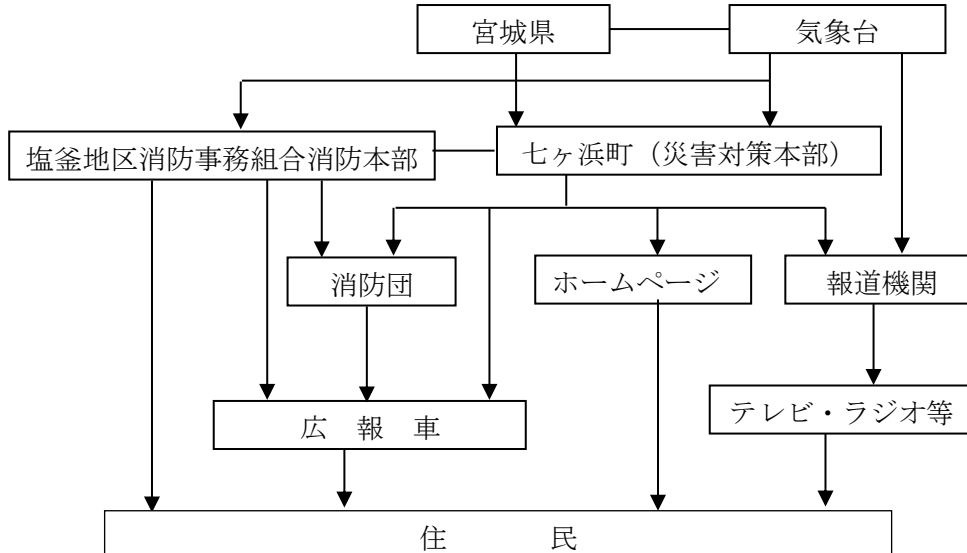 宮城県
気象台
塩釜地区消防事務組合消防本部
七ヶ浜町（災害対策本部）
消防団
ホームページ
報道機関
広 報 車
テレビ・ラジオ等
住 民